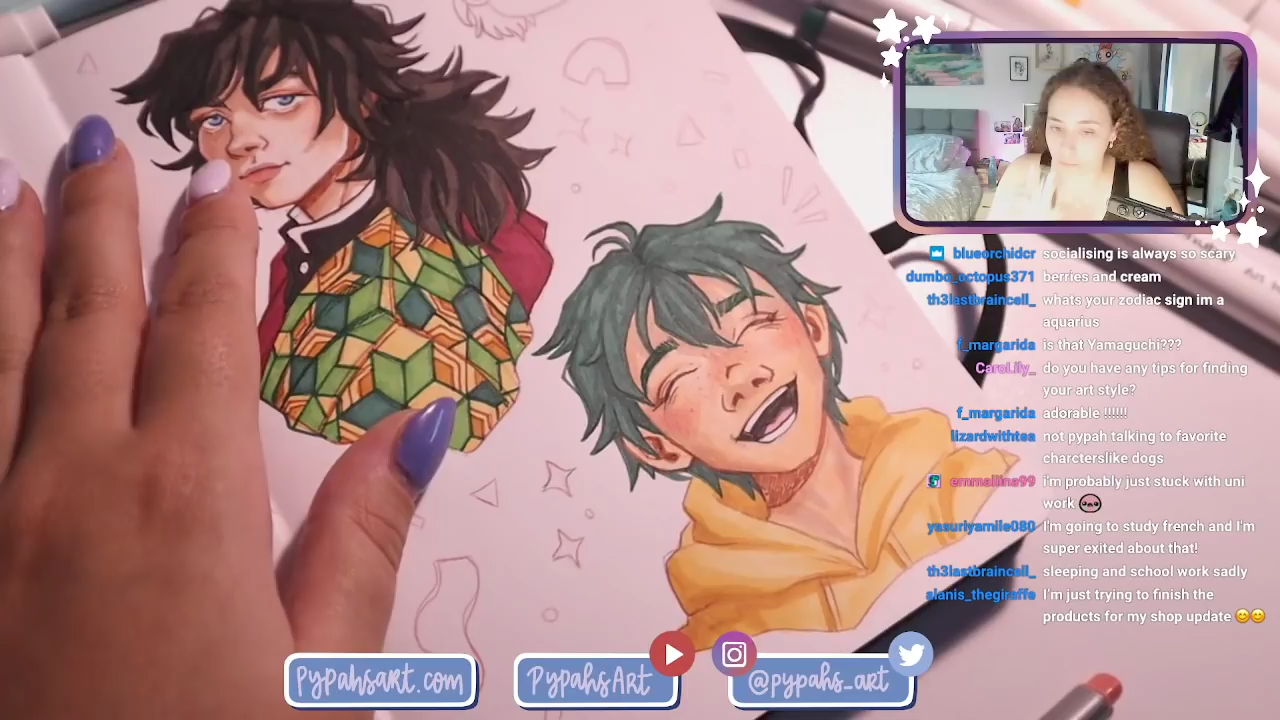 blueorchidcr socialising is always so scary
dumbo_octopus371 berries and cream
th3lastbraincell_ whats your zodiac sign im a
aquarius
f_margarida is that Yamaguchi???
CaroLily_ do you have any tips for finding
your art style?
f_margarida adorable !!!!!!
lizardwithtea not pypah talking to favorite
charcterslike dogs
emmallina99 i'm probably just stuck with uni
work
yasuriyamile080 I'm going to study french and I'm
super exited about that!
th3lastbraincell_ sleeping and school work sadly
alanis_thegiraffe I'm just trying to finish the
products for my shop update 😊😊
Pypahsart.com
PypahsArt
@pypahs_art